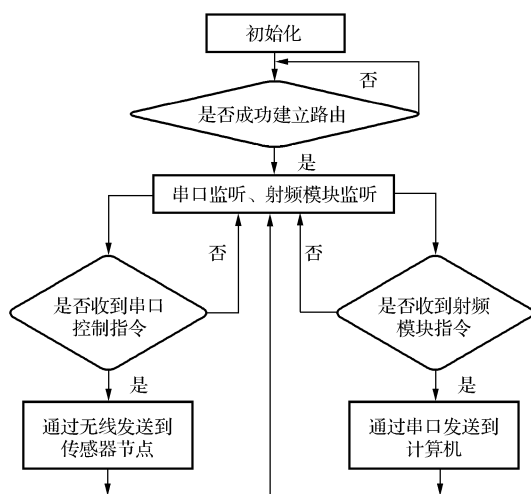 初始化
否
是否成功建立路由
是
串口监听、射频模块监听
否
否
是否收到串口
控制指令
是否收到射频
模块指令
是
是
通过无线发送到
传感器节点
通过串口发送到
计算机